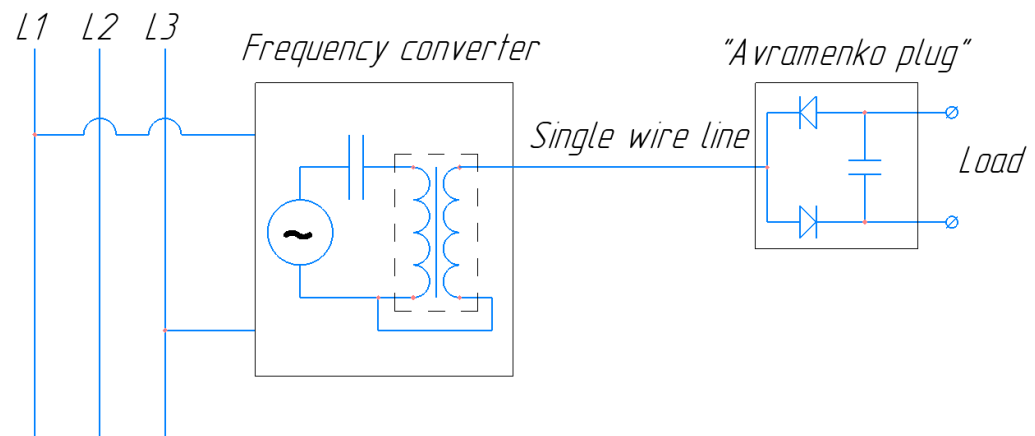 L1 L2 L3
Frequency converter
"Avramenko plug"
Single wire line
Load
~